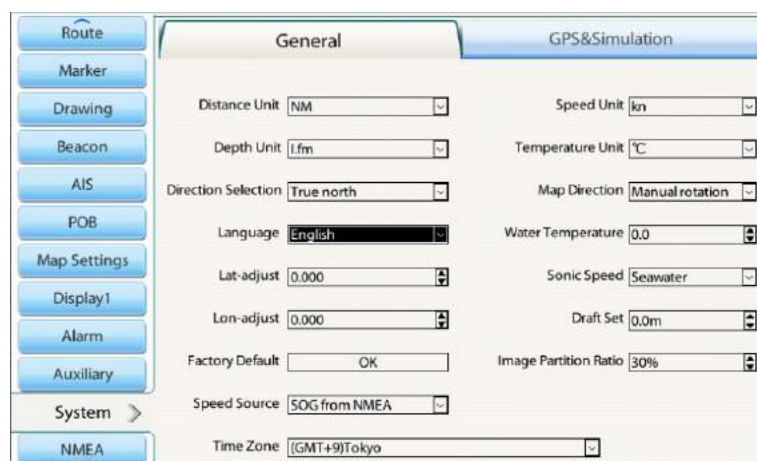 Route
Marker
Drawing
Beacon
AIS
POB
Map Settings
Display1
Alarm
Auxiliary
System
NMEA
General
GPS&Simulation
Distance Unit NM
Speed Unit kn
Depth Unit I.fm
Temperature Unit ℃
Direction Selection True north
Map Direction Manual rotation
Language English
Water Temperature 0.0
Lat-adjust 0.000
Sonic Speed Seawater
Lon-adjust 0.000
Draft Set 0.0m
Factory Default OK
Image Partition Ratio 30%
Speed Source SOG from NMEA
Time Zone (GMT+9)Tokyo